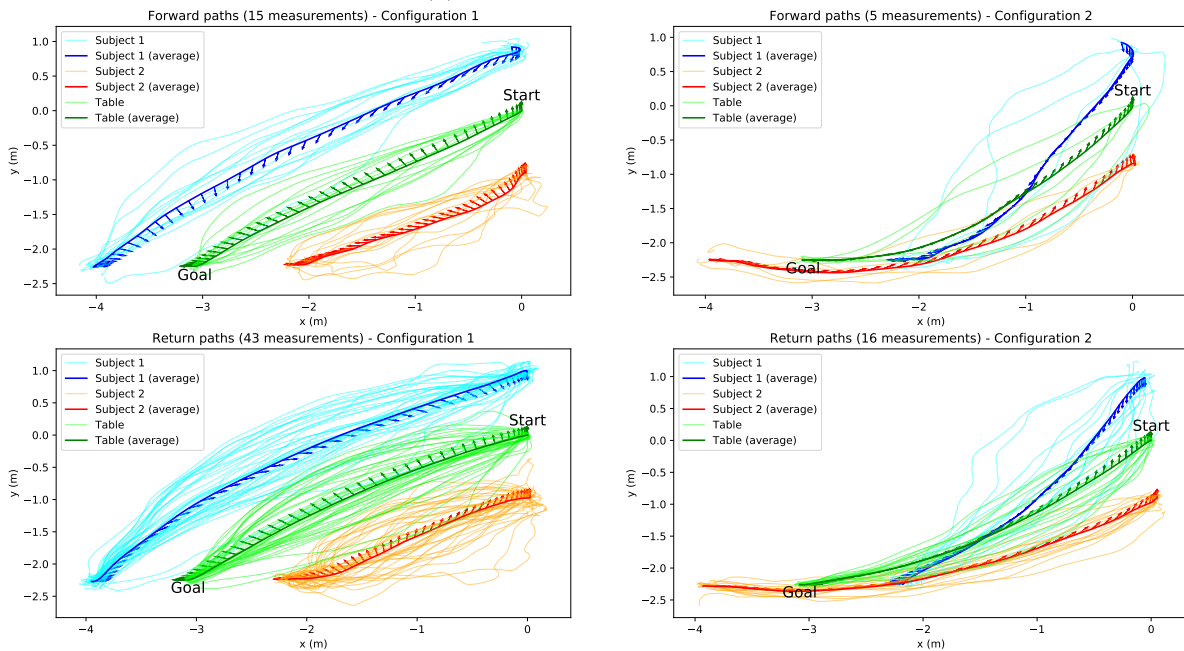 Forward paths (15 measurements) - Configuration 1
Subject 1
Subject 1 (average)
Subject 2
Subject 2 (average)
Table
Table (average)
Start
Goal
1.0
0.5
0.0
−0.5
−1.0
−1.5
−2.0
−2.5
y (m)
−4
−3
−2
−1
0
x (m)
Forward paths (5 measurements) - Configuration 2
Subject 1
Subject 1 (average)
Subject 2
Subject 2 (average)
Table
Table (average)
Start
Goal
1.0
0.5
0.0
−0.5
−1.0
−1.5
−2.0
−2.5
y (m)
−4
−3
−2
−1
0
x (m)
Return paths (43 measurements) - Configuration 1
Subject 1
Subject 1 (average)
Subject 2
Subject 2 (average)
Table
Table (average)
Start
Goal
1.0
0.5
0.0
−0.5
−1.0
−1.5
−2.0
−2.5
y (m)
−4
−3
−2
−1
0
x (m)
Return paths (16 measurements) - Configuration 2
Subject 1
Subject 1 (average)
Subject 2
Subject 2 (average)
Table
Table (average)
Start
Goal
1.0
0.5
0.0
−0.5
−1.0
−1.5
−2.0
−2.5
y (m)
−4
−3
−2
−1
0
x (m)